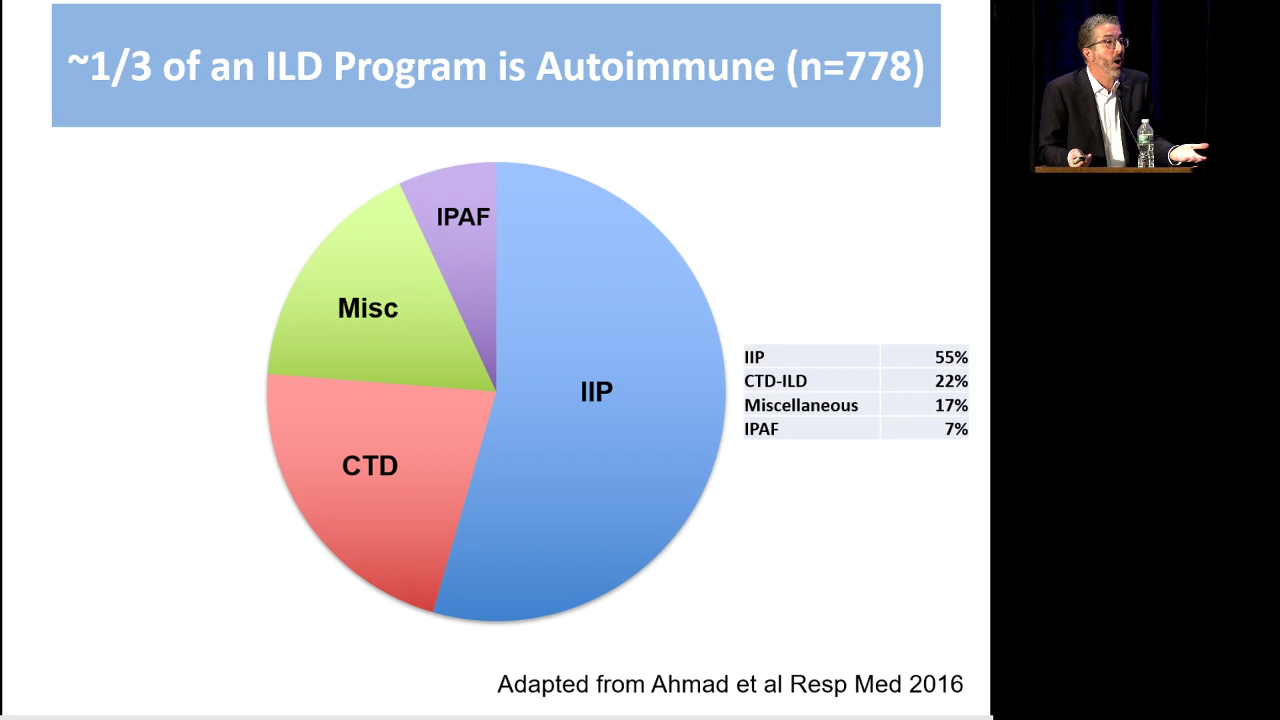 ~1/3 of an ILD Program is Autoimmune (n=778)
IPAF
Misc
IIP
CTD
IIP 55%
CTD-ILD 22%
Miscellaneous 17%
IPAF 7%
Adapted from Ahmad et al Resp Med 2016